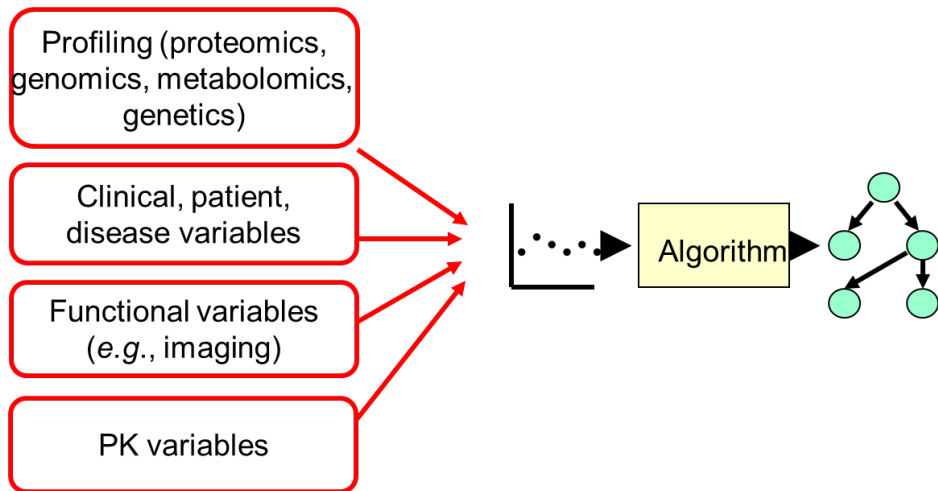 Profiling (proteomics,
genomics, metabolomics,
genetics)
Clinical, patient,
disease variables
Functional variables
(e.g., imaging)
PK variables
Algorithm